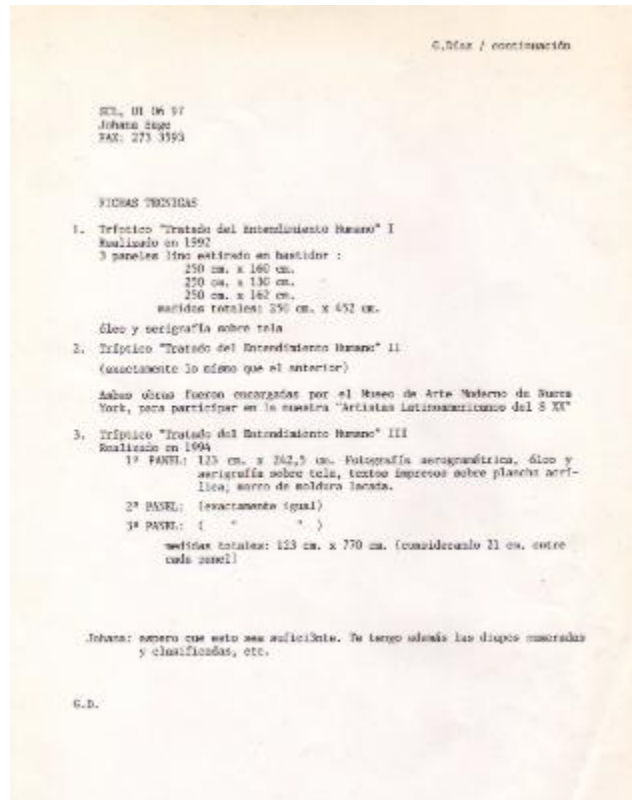 G.Díaz / continuación
SCL, 01 06 97
Johana
FAX: 273 3593
FICHAS TECNICAS
1. Tríptico "Tratado del Entendimiento Humano" I
Realizado en 1992
3 paneles lino estirado en bastidor :
250 cm. x 160 cm.
250 cm. x 130 cm.
250 cm. x 162 cm.
medidas totales: 250 cm. x 452 cm.
óleo y serigrafía sobre tela
2. Tríptico "Tratado del Entendimiento Humano" II
(exactamente lo mismo que el anterior)
Ambas obras fueron encargadas por el Museo de Arte Moderno de Nueva
York, para participar en la muestra "Artistas Latinoamericanos del S XX"
3. Tríptico "Tratado del Entendimiento Humano" III
Realizado en 1994
1º PANEL: 123 cm. x 242,5 cm. Fotografía aerogramétrica, óleo y
serigrafía sobre tela, textos impresos sobre plancha acrí-
lica, marco de moldura lacada.
2º PANEL: (exactamente igual)
3º PANEL: ( " " )
medidas totales: 123 cm. x 770 cm. (considerando 21 cm. entre
cada panel)
Johana: espero que esto sea suficiente. Te tengo además las diapos numeradas
y clasificadas, etc.
G.D.